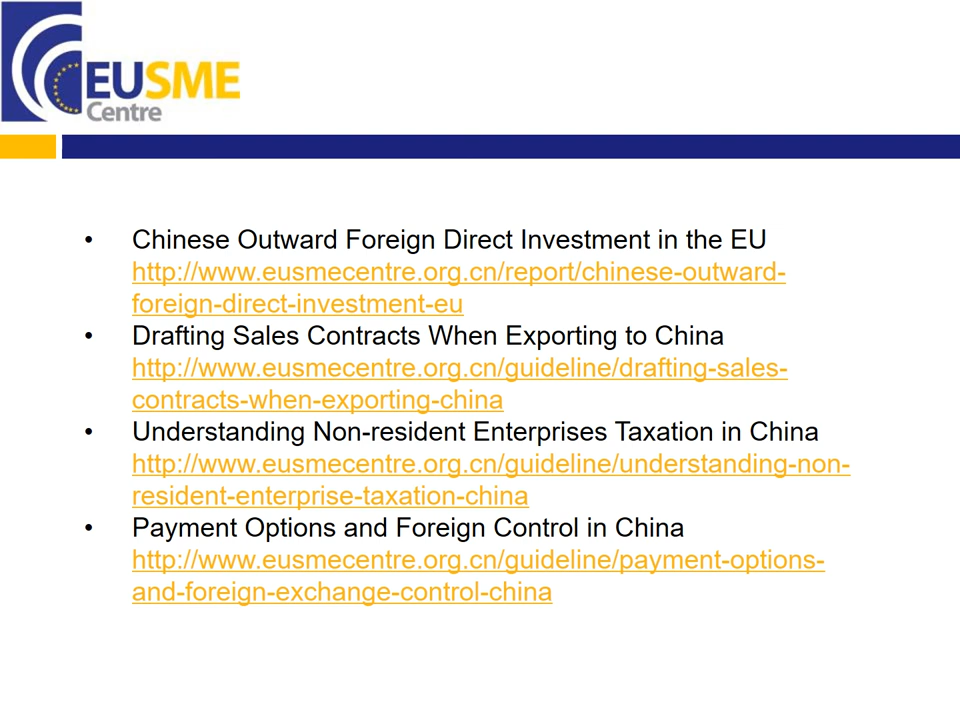 EUSME
Centre
• Chinese Outward Foreign Direct Investment in the EU
http://www.eusmecentre.org.cn/report/chinese-outward-
foreign-direct-investment-eu
• Drafting Sales Contracts When Exporting to China
http://www.eusmecentre.org.cn/guideline/drafting-sales-
contracts-when-exporting-china
• Understanding Non-resident Enterprises Taxation in China
http://www.eusmecentre.org.cn/guideline/understanding-non-
resident-enterprise-taxation-china
• Payment Options and Foreign Control in China
http://www.eusmecentre.org.cn/guideline/payment-options-
and-foreign-exchange-control-china